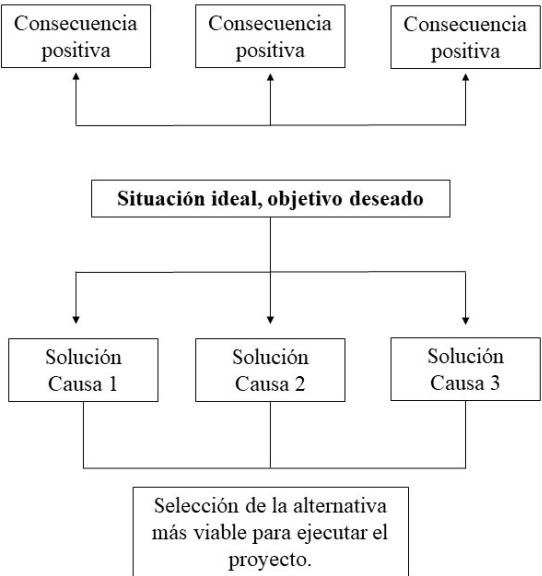 Consecuencia
positiva
Consecuencia
positiva
Consecuencia
positiva
Situación ideal, objetivo deseado
Solución
Causa 1
Solución
Causa 2
Solución
Causa 3
Selección de la alternativa
más viable para ejecutar el
proyecto.